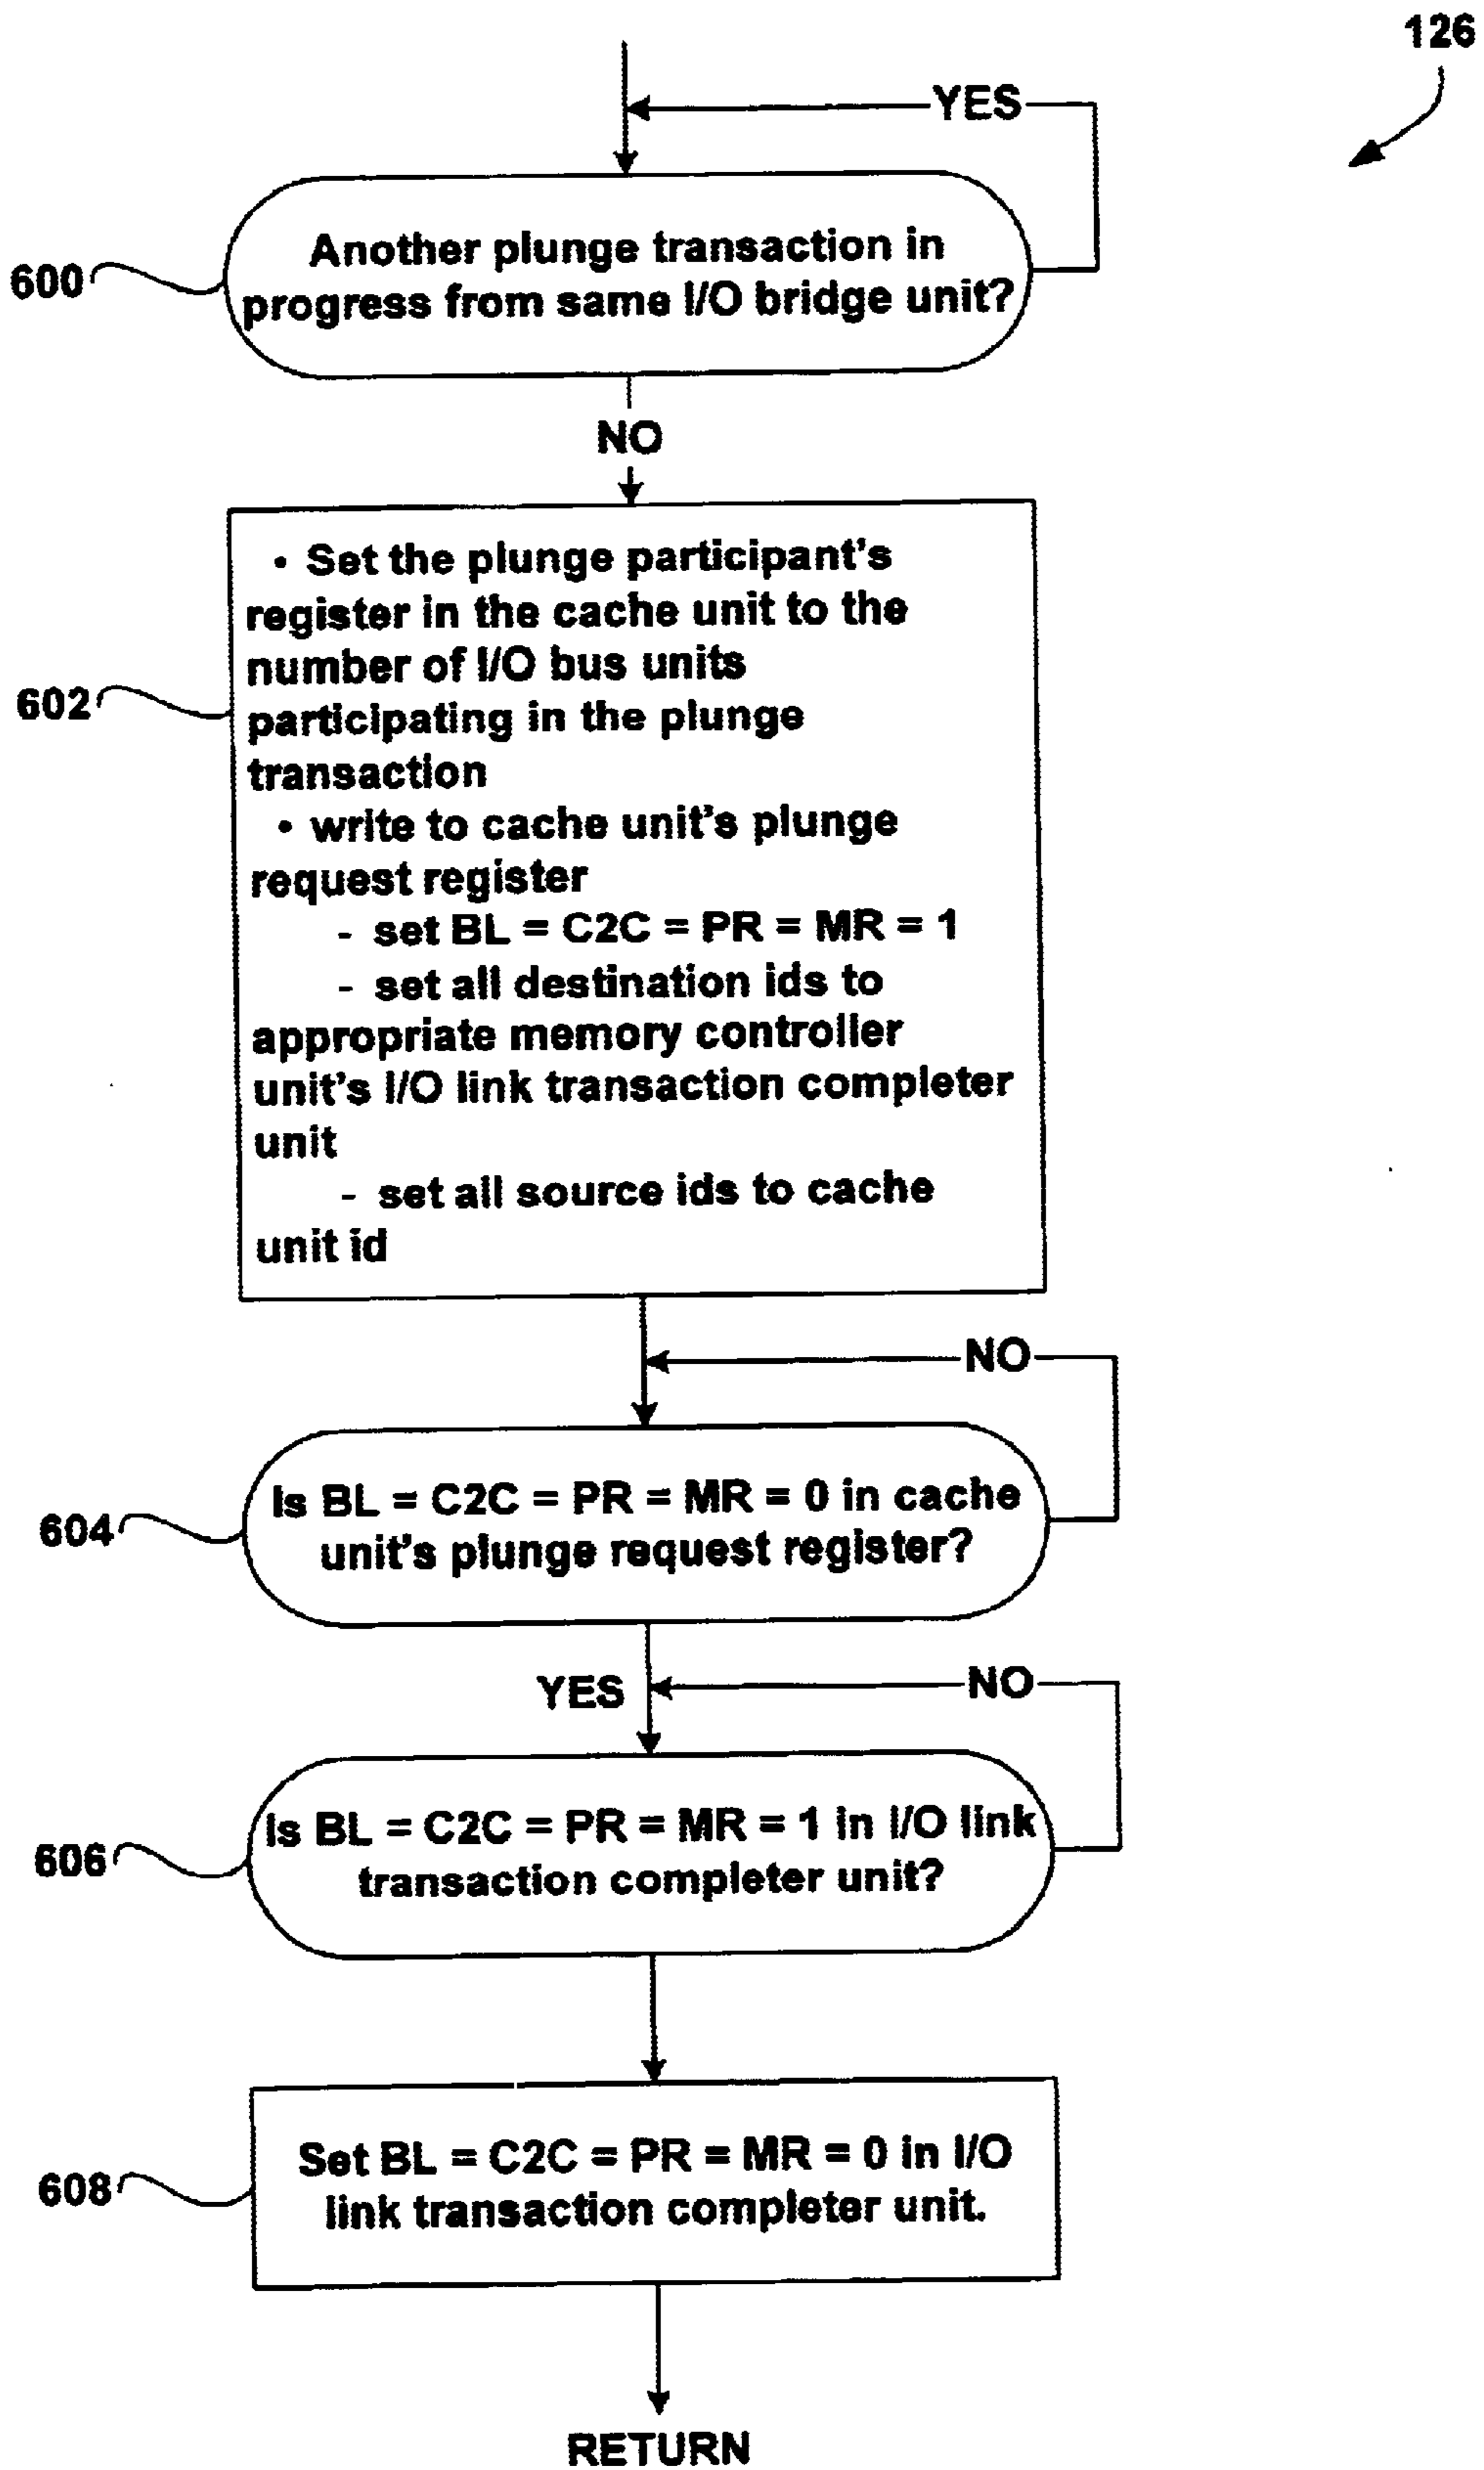 126
YES
Another plunge transaction in
progress from same I/O bridge unit?
600
NO
• Set the plunge participant's
register in the cache unit to the
number of I/O bus units
participating in the plunge
transaction
• write to cache unit's plunge
request register
- set BL = C2C = PR = MR = 1
- set all destination ids to
appropriate memory controller
unit's I/O link transaction completer
unit
- set all source ids to cache
unit id
602
NO
Is BL = C2C = PR = MR = 0 in cache
unit's plunge request register?
604
YES
NO
Is BL = C2C = PR = MR = 1 in I/O link
transaction completer unit?
606
Set BL = C2C = PR = MR = 0 in I/O
link transaction completer unit.
608
RETURN